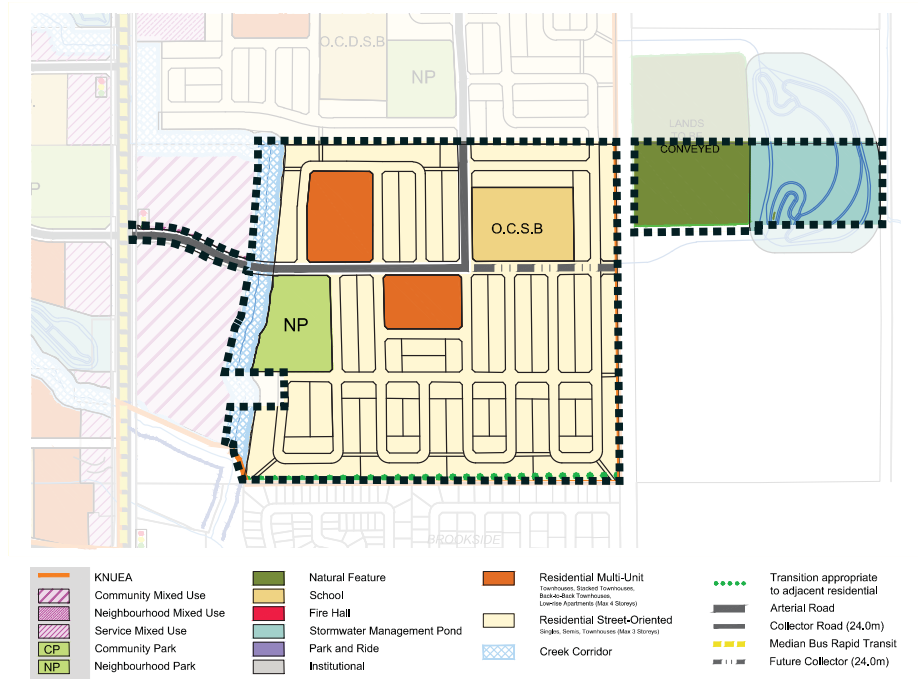 O.C.D.S.B
NP
LANDS
TO BE
CONVEYED
P
O.C.S.B
NP
BROOKSIDE
KNUEA
Community Mixed Use
Neighbourhood Mixed Use
Service Mixed Use
CP Community Park
NP Neighbourhood Park
Natural Feature
School
Fire Hall
Stormwater Management Pond
Park and Ride
Institutional
Residential Multi-Unit
Stacked Townhouses, Stacked Townhouses,
Back-to-Back Townhouses,
Low-rise Apartments (Max 4 Storeys)
Residential Street-Oriented
Singles, Semis, Townhouses (Max 3 Storeys)
Creek Corridor
Transition appropriate
to adjacent residential
Arterial Road
Collector Road (24.0m)
Median Bus Rapid Transit
Future Collector (24.0m)